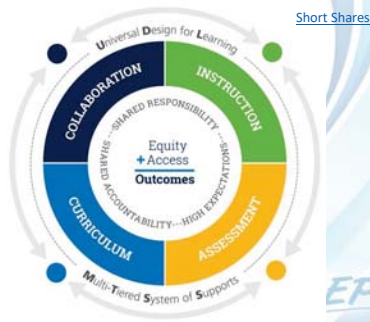 Short Shares
Universal Design for Learning
COLLABORATION
INSTRUCTION
SHARED RESPONSIBILITY
Equity
+Access
Outcomes
SHARED ACCOUNTABILITY---HIGH EXPECTATIONS
CURRICULUM
ASSESSMENT
Multi-Tiered System of Supports
EP